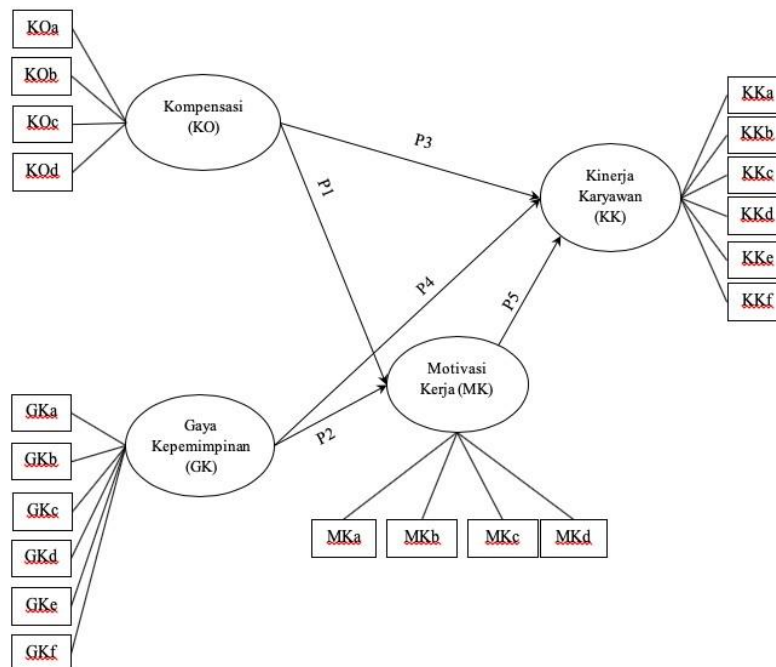 KOa
KOb
KOc
KOd
Kompensasi
(KO)
P3
P1
Kinerja
Karyawan
(KK)
KKa
KKb
KKc
KKd
KKe
KKf
P4
P5
Motivasi
Kerja (MK)
GKa
GKb
GKc
GKd
GKe
GKf
Gaya
Kepemimpinan
(GK)
P2
MKa
MKb
MKc
MKd